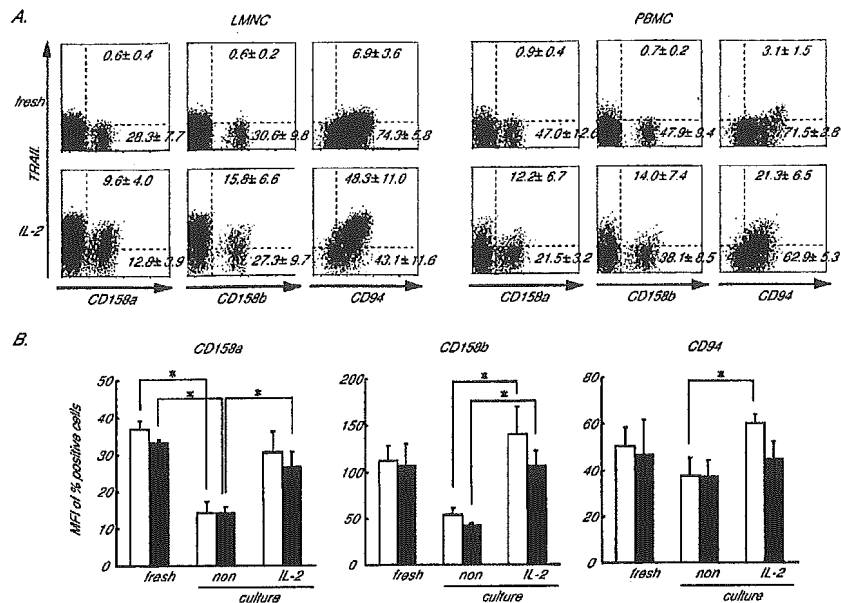 A.
LMNC
PBMC
0.6± 0.4
0.6± 0.2
6.9± 3.6
0.9± 0.4
0.7± 0.2
3.1± 1.5
fresh
28.3± 7.7
30.6± 9.8
74.3± 5.8
47.0± 12.0
47.9± 9.4
71.5± 2.8
TRAIL
9.6± 4.0
15.8± 6.6
48.3± 11.0
12.2± 6.7
14.0± 7.4
21.3± 6.5
IL-2
12.8± 3.9
27.3± 9.7
43.1± 11.6
21.5± 3.2
38.1± 8.5
62.9± 5.3
CD158a
CD158b
CD94
CD158a
CD158b
CD94
B.
CD158a
CD158b
CD94
MFI of % positive cells
50
40
30
20
10
0
200
150
100
50
0
80
60
40
20
0
*
*
*
*
*
*
fresh
non
IL-2
fresh
non
IL-2
fresh
non
IL-2
culture
culture
culture